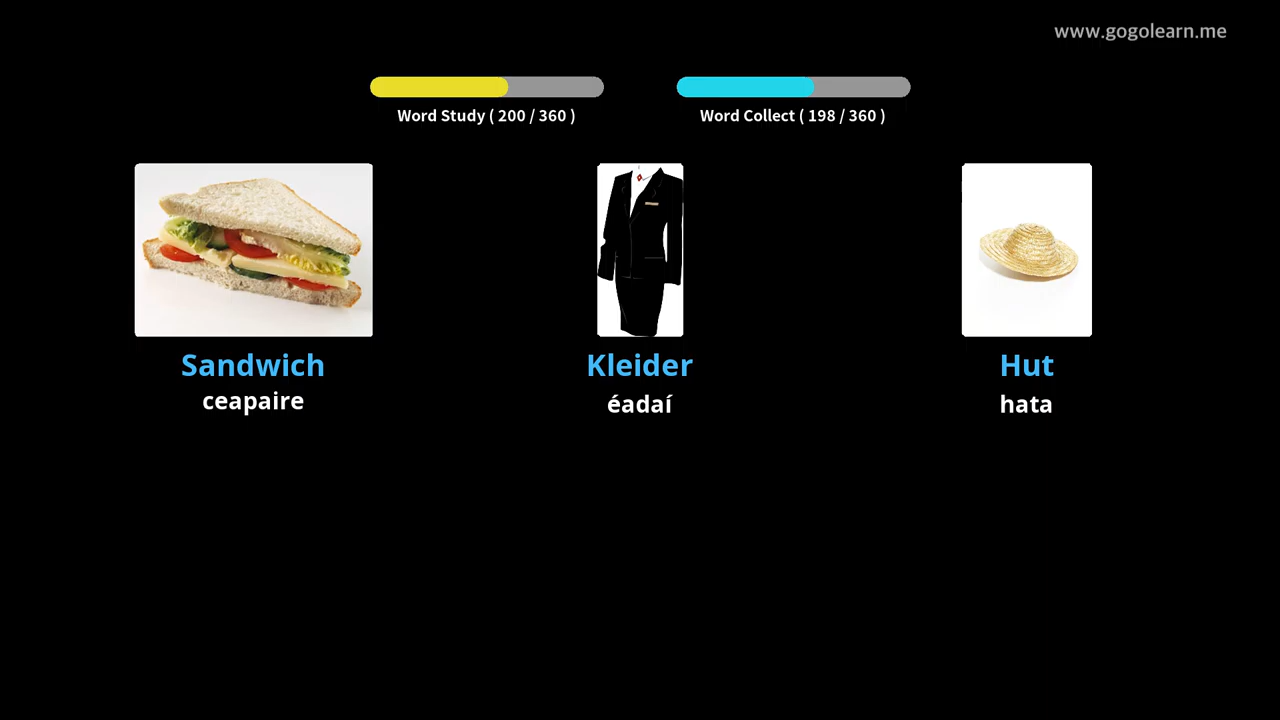 www.gogolearn.me
Word Study ( 200 / 360 )
Word Collect ( 198 / 360 )
Sandwich
ceapaire
Kleider
éadaí
Hut
hata